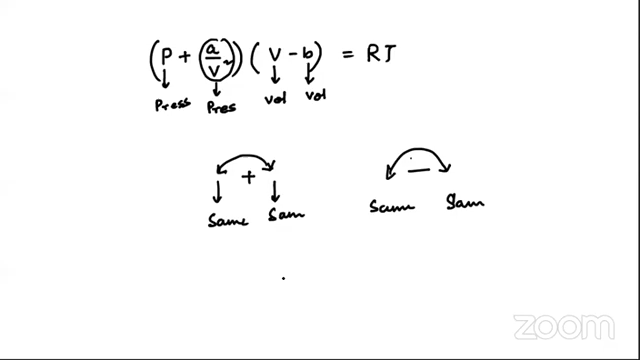 (P + a/V²) (V - b) = RT
Press Pres vol vol
+ —
Same Sam Same Sam
zoom